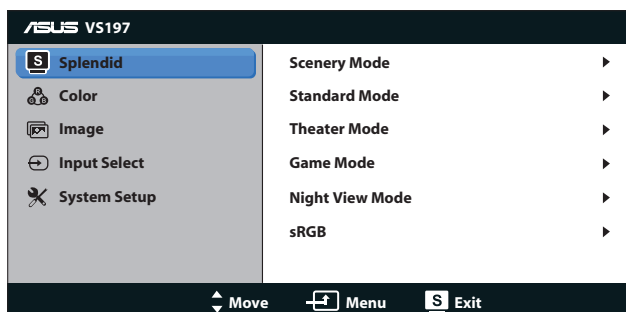 ASUS VS197
S Splendid
Color
Image
Input Select
System Setup
Scenery Mode
Standard Mode
Theater Mode
Game Mode
Night View Mode
sRGB
Move Menu S Exit